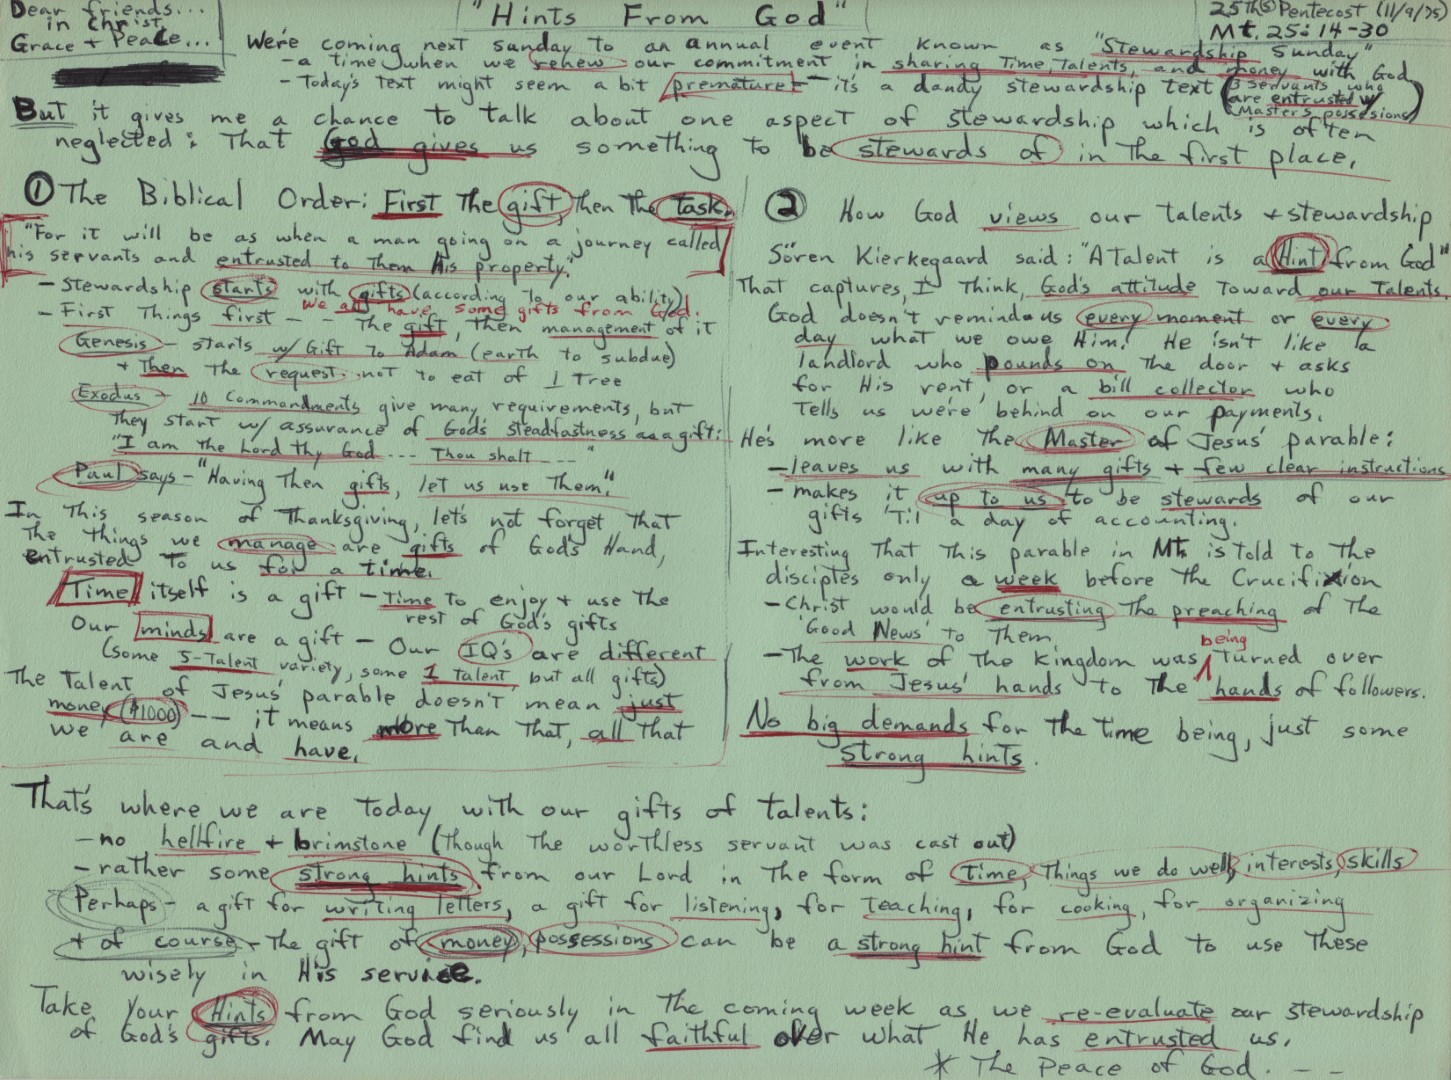 Dear friends...
in Christ,
Grace + Peace...
"Hints From God"
25th(S) Pentecost (11/9/75)
Mt. 25:14-30
We're coming next sunday to an annual event known as "Stewardship Sunday"
- a time when we renew our commitment in sharing Time, Talents, and money with God
- Today's Text might seem a bit premature - it's a dandy stewardship text (3 servants who
are entrusted w/
Masters possesions)
But it gives me a chance to talk about one aspect of stewardship which is often
neglected: That God gives us something to be stewards of in the first place.
① The Biblical Order: First The gift, Then The task.
"For it will be as when a man going on a journey called
his servants and entrusted to them his property."
- Stewardship starts with gifts (according to our ability)
We all have some gifts from God.
- First Things first - - The gift, then management of it
Genesis - starts w/ Gift To Adam (earth to subdue)
+ Then the request not to eat of 1 Tree
Exodus - 10 Commandments give many requirements, but
They start w/ assurance of God's steadfastness as a gift:
"I am the Lord thy God --- Thou shalt ---"
Paul says - "Having Then gifts, let us use Them."
In This season of Thanksgiving, let's not forget That
The Things we manage are gifts of God's Hand,
entrusted to us for a time.
Time itself is a gift - Time to enjoy + use the
rest of God's gifts
Our minds are a gift - Our IQ's are different
(some 5-Talent variety, some 1 Talent but all gifts)
The Talent of Jesus' parable doesn't mean just
money ($1000) -- it means more Than That, all That
we are and have.
② How God views our talents + stewardship
Sören Kierkegaard said: "A Talent is a Hint from God"
That captures, I Think, God's attitude Toward our Talents.
God doesn't remind us every moment or every
day what we owe Him. He isn't like a
landlord who pounds on The door + asks
for His rent, or a bill collector who
Tells us we're behind on our payments.
He's more like The Master of Jesus' parable:
- leaves us with many gifts + few clear instructions
- makes it up to us to be stewards of our
gifts 'Til a day of accounting.
Interesting That This parable in Mt. is told to the
disciples only a week before The Crucifixion
- Christ would be entrusting The preaching of The
'Good News' to Them
- The work of The Kingdom was being turned over
from Jesus' hands to The hands of followers.
No big demands for The Time being, just some
strong hints.
That's where we are Today with our gifts of Talents:
- no hellfire + brimstone (Though The worthless servant was cast out)
- rather some strong hints from our Lord in The form of Time, Things we do well, interests, skills
Perhaps - a gift for writing letters, a gift for listening, for Teaching, for cooking, for organizing
+ of course - The gift of money, possessions can be a strong hint from God to use These
wisely in His service.
Take Your Hints from God seriously in The coming week as we re-evaluate our stewardship
of God's gifts. May God find us all faithful over what He has entrusted us.
* The Peace of God. - -